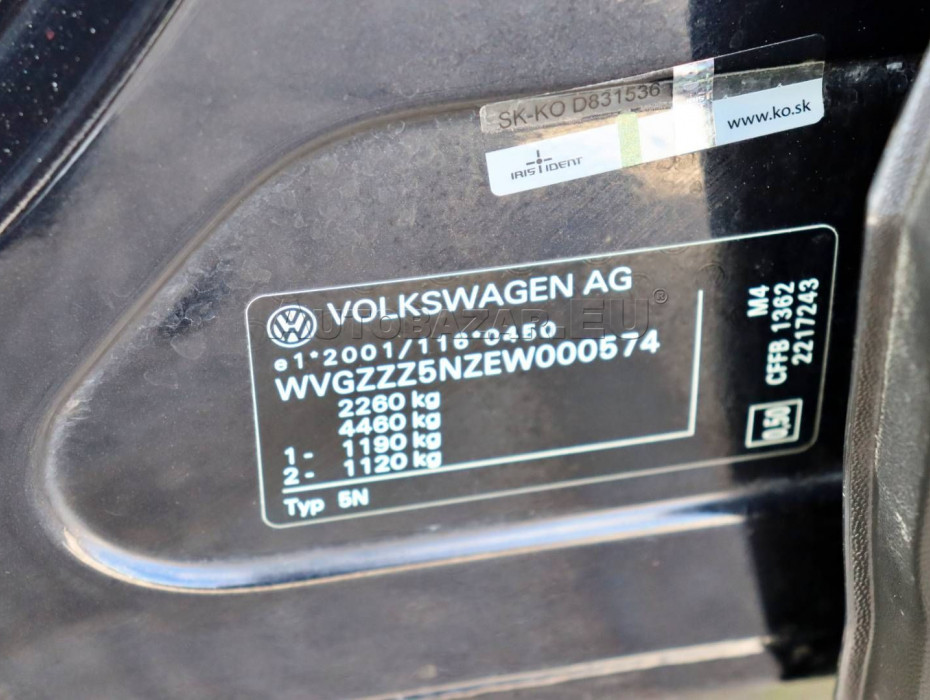 SK-KO D831536
IRIS IDENT
www.ko.sk
VOLKSWAGEN AG
AUTOBAZAR.EU®
e1*2001/116*0450
WVGZZZ5NZEW000574
2260 kg
4460 kg
1- 1190 kg
2- 1120 kg
Typ 5N
M4
CFFB 1362
2217243
0,50